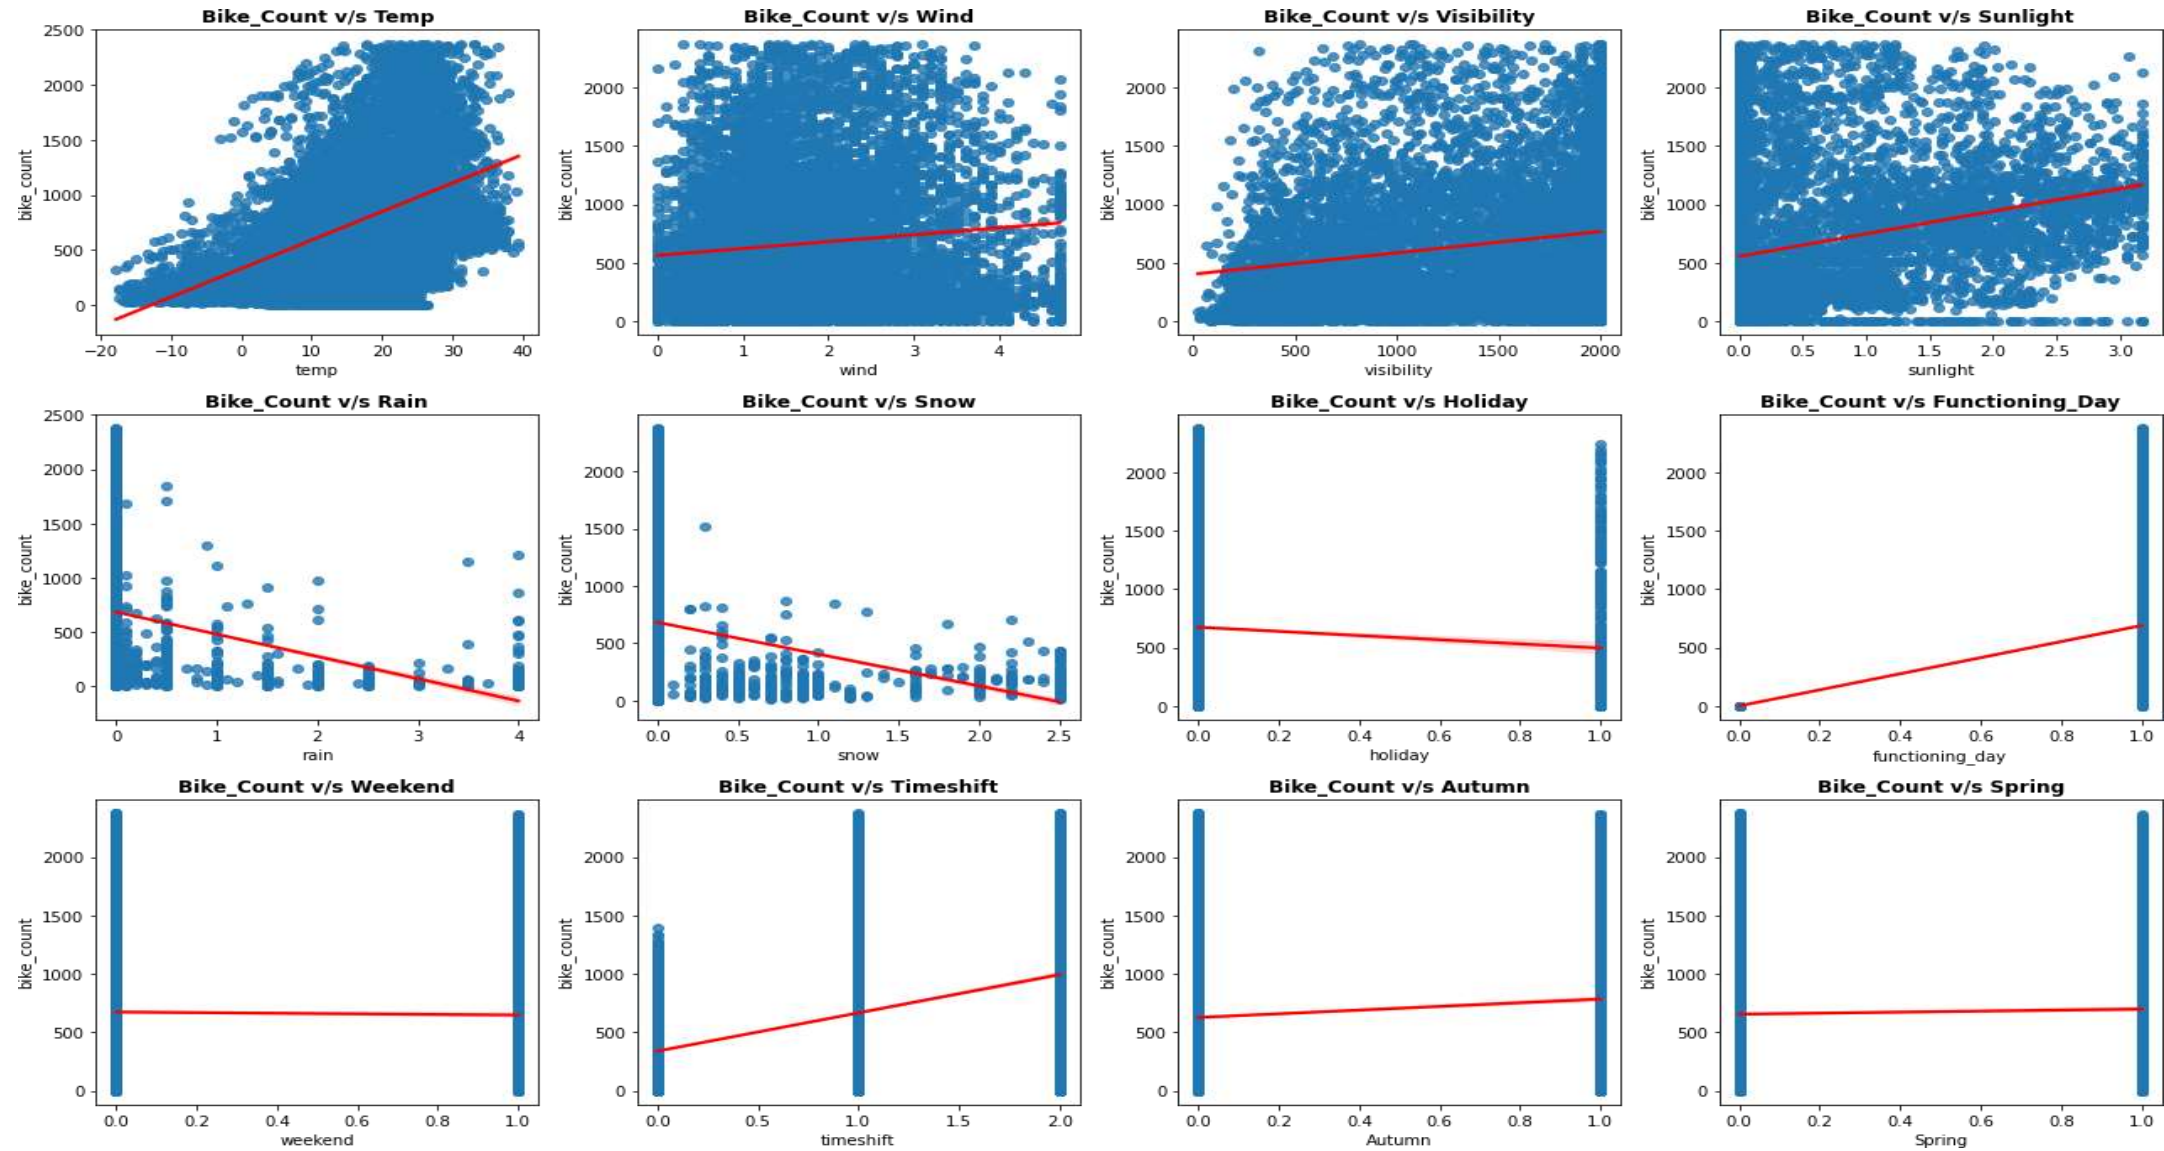 Bike_Count v/s Temp
2500
2000
1500
1000
500
0
bike_count
−20 −10 0 10 20 30 40
temp
Bike_Count v/s Wind
2000
1500
1000
500
0
bike_count
0 1 2 3 4
wind
Bike_Count v/s Visibility
2000
1500
1000
500
0
bike_count
0 500 1000 1500 2000
visibility
Bike_Count v/s Sunlight
2000
1500
1000
500
0
bike_count
0.0 0.5 1.0 1.5 2.0 2.5 3.0
sunlight
Bike_Count v/s Rain
2500
2000
1500
1000
500
0
bike_count
0 1 2 3 4
rain
Bike_Count v/s Snow
2000
1500
1000
500
0
bike_count
0.0 0.5 1.0 1.5 2.0 2.5
snow
Bike_Count v/s Holiday
2000
1500
1000
500
0
bike_count
0.0 0.2 0.4 0.6 0.8 1.0
holiday
Bike_Count v/s Functioning_Day
2000
1500
1000
500
0
bike_count
0.0 0.2 0.4 0.6 0.8 1.0
functioning_day
Bike_Count v/s Weekend
2000
1500
1000
500
0
bike_count
0.0 0.2 0.4 0.6 0.8 1.0
weekend
Bike_Count v/s Timeshift
2000
1500
1000
500
0
bike_count
0.0 0.5 1.0 1.5 2.0
timeshift
Bike_Count v/s Autumn
2000
1500
1000
500
0
bike_count
0.0 0.2 0.4 0.6 0.8 1.0
Autumn
Bike_Count v/s Spring
2000
1500
1000
500
0
bike_count
0.0 0.2 0.4 0.6 0.8 1.0
Spring